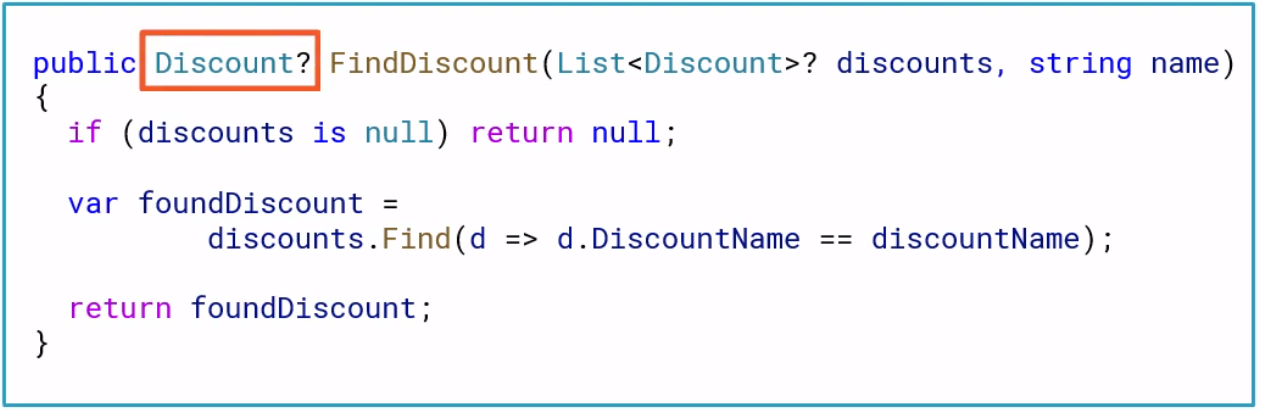 public Discount? FindDiscount(List<Discount>? discounts, string name)
{
if (discounts is null) return null;
var foundDiscount =
discounts.Find(d => d.DiscountName == discountName);
return foundDiscount;
}